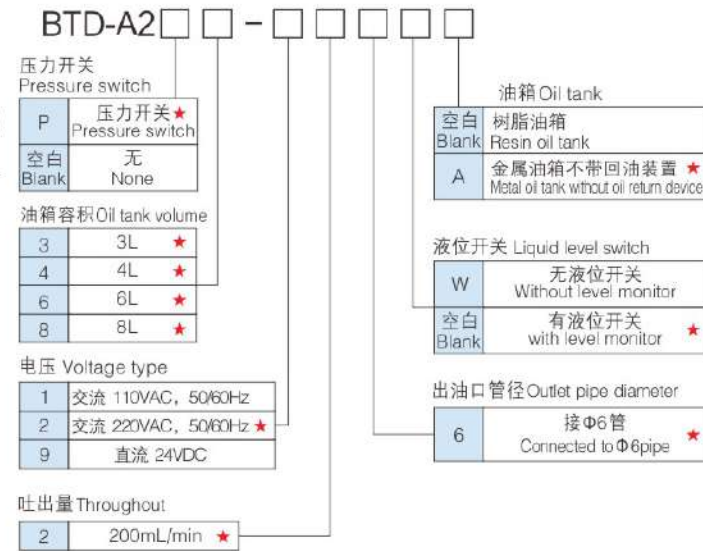 BTD-A2□□-□□□□□
压力开关
Pressure switch
P 压力开关★
Pressure switch
空白 无
Blank None
油箱容积Oil tank volume
3 3L ★
4 4L ★
6 6L ★
8 8L ★
电压 Voltage type
1 交流 110VAC, 50/60Hz
2 交流 220VAC, 50/60Hz ★
9 直流 24VDC
吐出量Throughout
2 200mL/min ★
油箱Oil tank
空白 树脂油箱
Blank Resin oil tank
A 金属油箱不带回油装置 ★
Metal oil tank without oil return device
液位开关 Liquid level switch
W 无液位开关
Without level monitor
空白 有液位开关 ★
Blank with level monitor
出油口管径Outlet pipe diameter
6 接Φ6管 ★
Connected toΦ6pipe